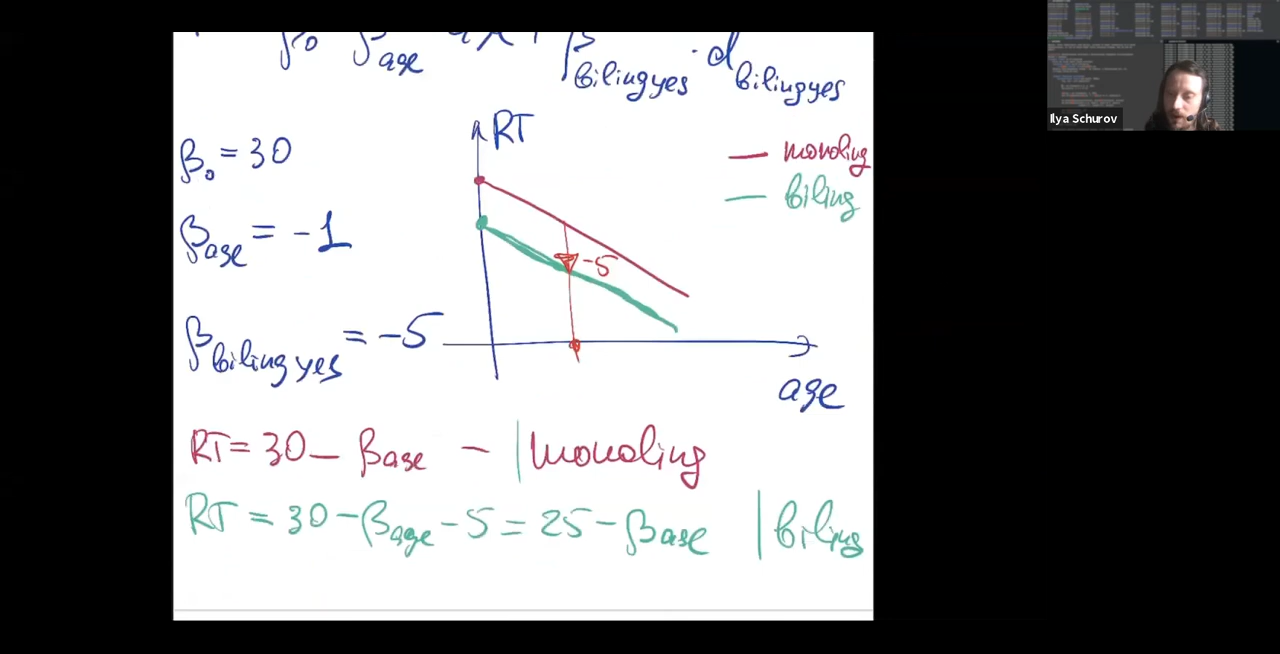 β₀ βage · dbilingyes
βbilingyes
RT
monoling
biling
β₀ = 30
βage = -1
-5
βbilingyes = -5
age
RT = 30 - βage - | monoling
RT = 30 - βage - 5 = 25 - βage | biling
Ilya Schurov